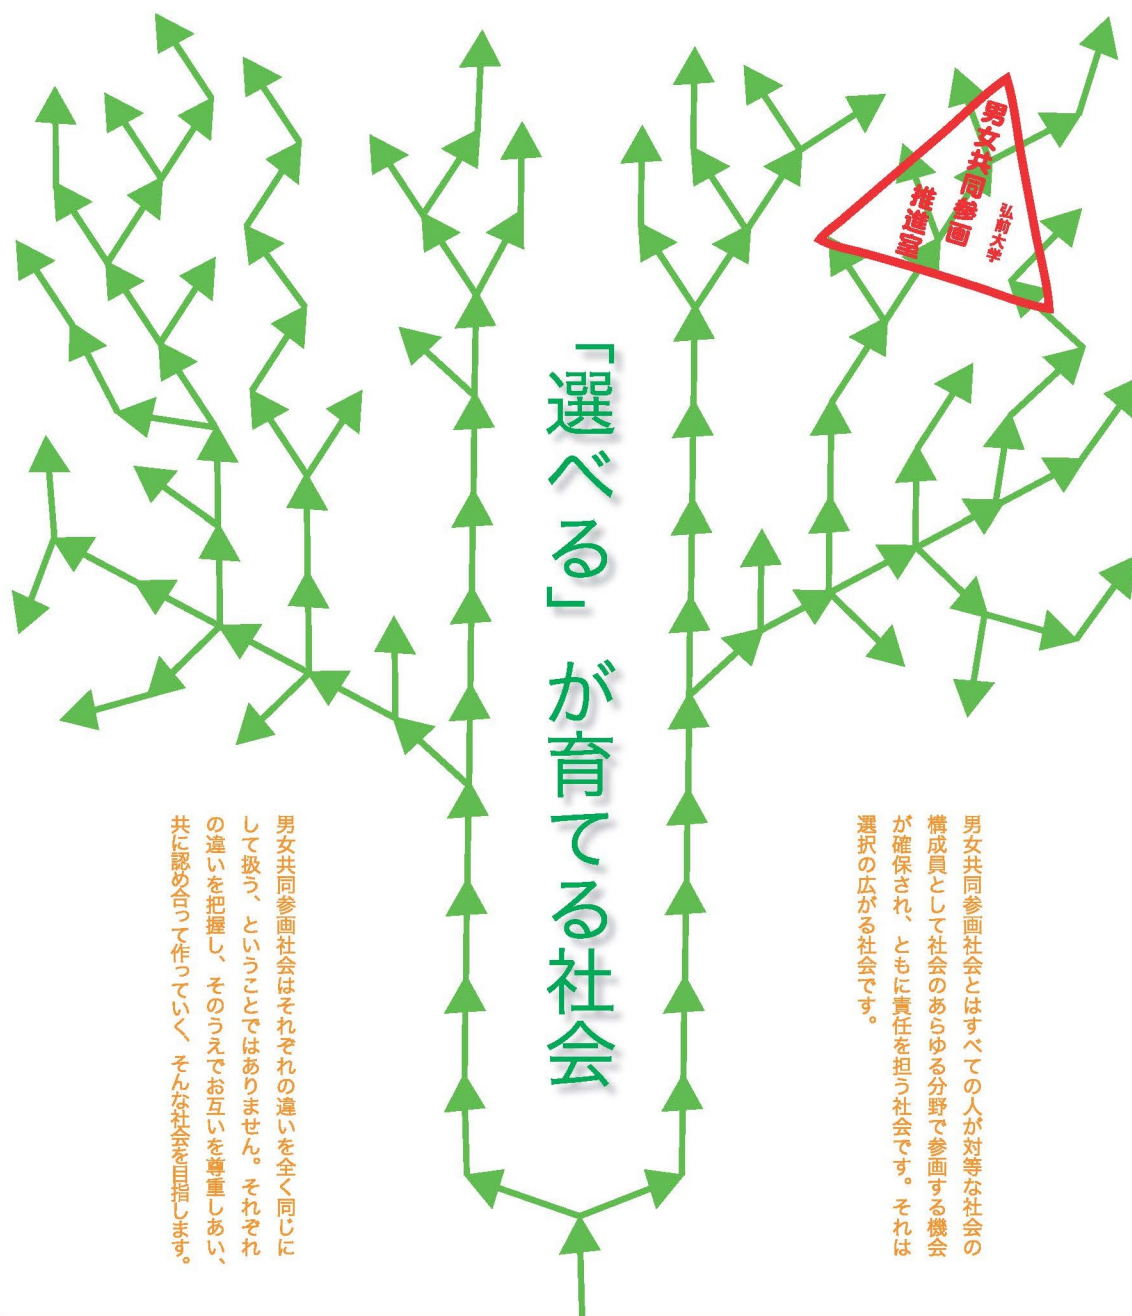 弘前大学
男女共同参画
推進室
「選べる」が育てる社会
男女共同参画社会とはすべての人が対等な社会の
構成員として社会のあらゆる分野で参画する機会
が確保され、ともに責任を担う社会です。それは
選択の広がる社会です。
男女共同参画社会はそれぞれの違いを全く同じに
して扱う、ということではありません。それぞれ
の違いを把握し、そのうえでお互いを尊重しあい、
共に認め合って作っていく、そんな社会を目指します。